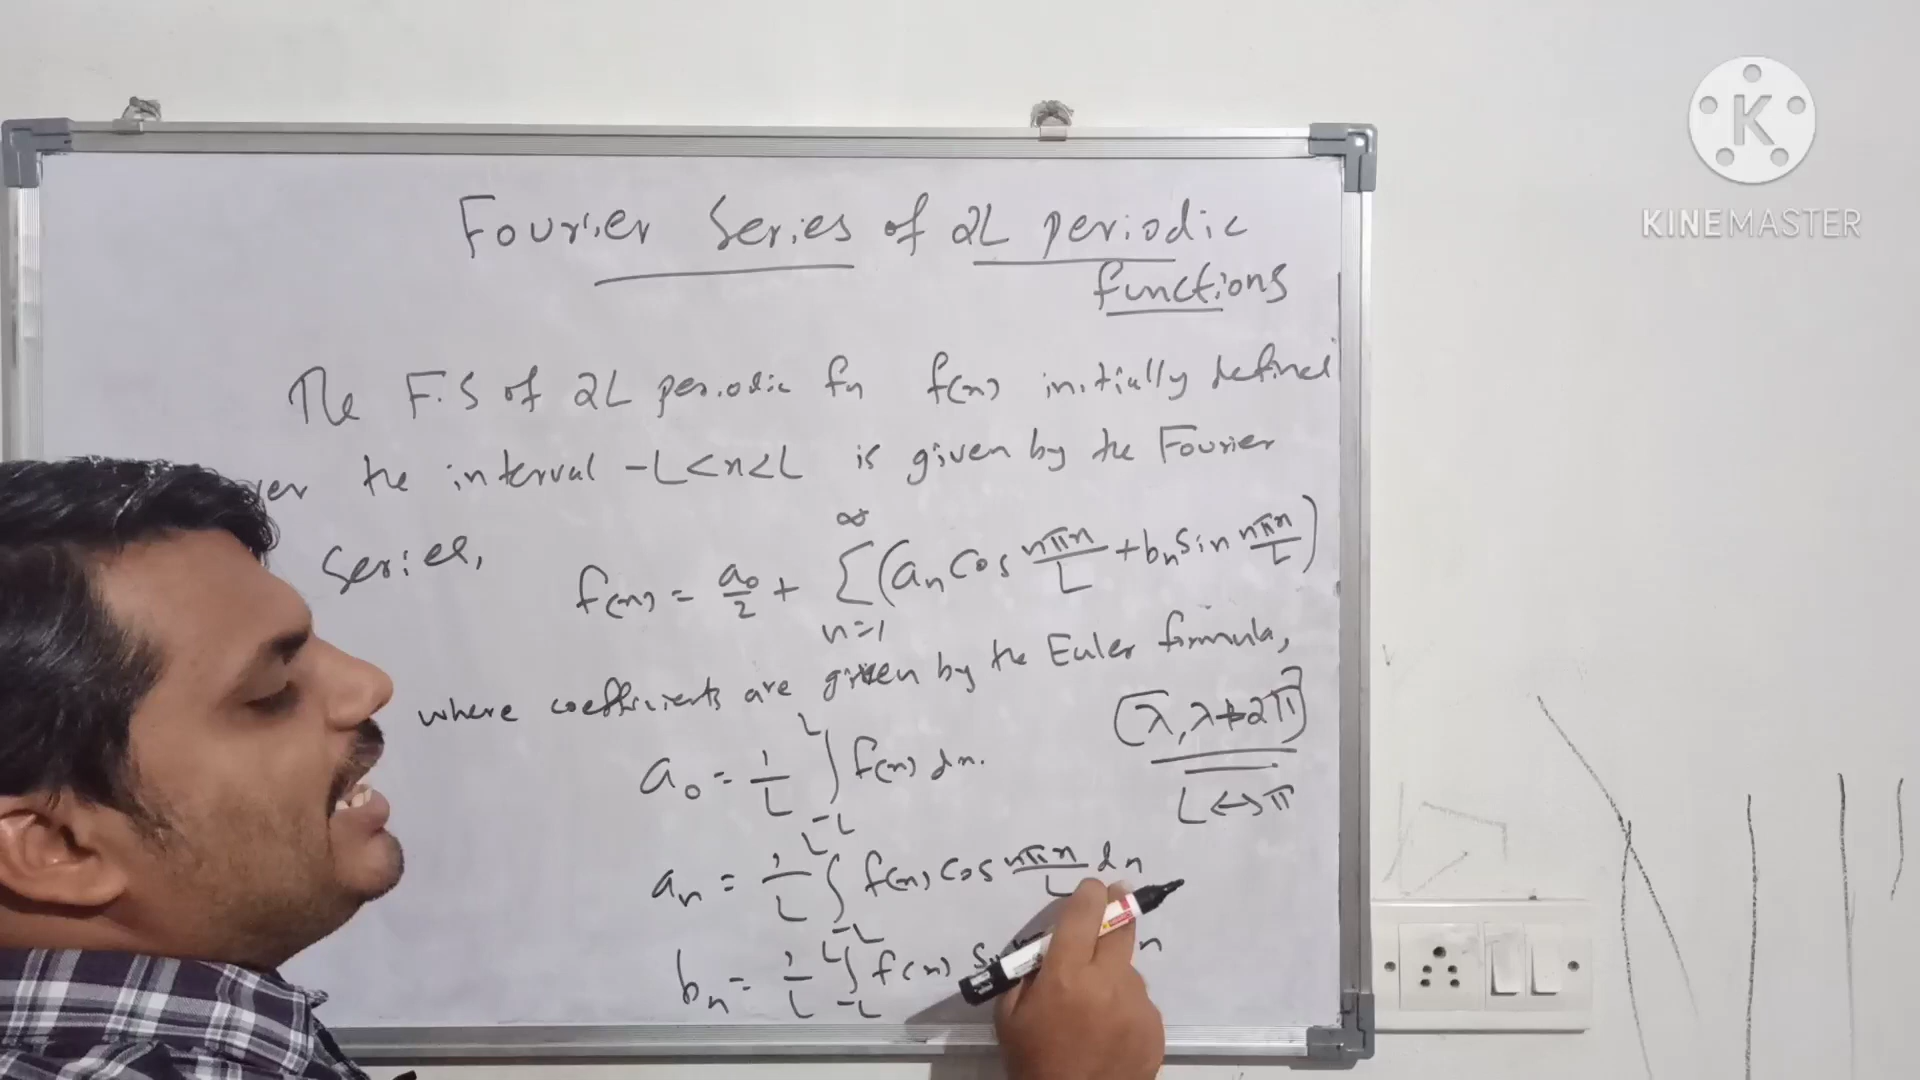 Fourier Series of 2L periodic
functions
The F.S of 2L periodic fn f(x) initially defined
the interval -L<x<L is given by the Fourier
Series,
f(x) = a₀/2 + ∞ Σ n=1 (aₙ cos nπx/L + bₙ sin nπx/L)
where coefficients are given by the Euler formula,
a₀ = 1/L ∫ L -L f(x) dx.
(λ, λ+2π)
L ↔ π
aₙ = 1/L ∫ L -L f(x) cos nπx/L dx
bₙ = 1/L ∫ L -L f(x)
K
KINEMASTER